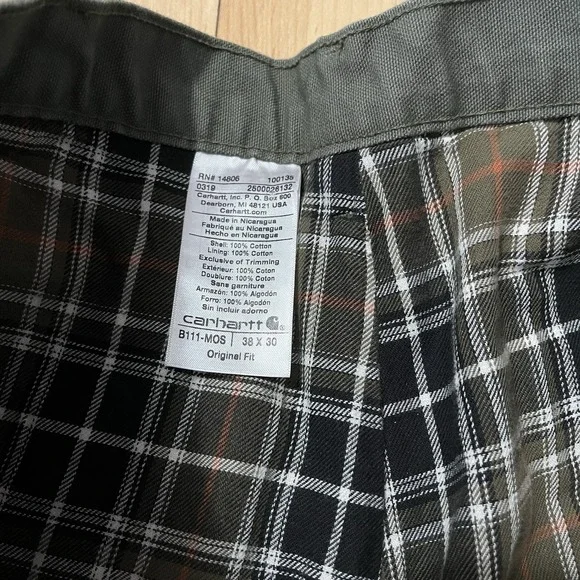 RN# 14806 100135
0319 2500026132
Carhartt, Inc. P.O. Box 600
Dearborn, MI 48121 USA
Carhartt.com
Made in Nicaragua
Fabriqué au Nicaragua
Hecho en Nicaragua
Shell: 100% Cotton
Lining: 100% Cotton
Exclusive of Trimming
Extérieur: 100% Coton
Doublure: 100% Coton
Sans garniture
Armazón: 100% Algodón
Forro: 100% Algodón
Sin incluir adorno
carhartt
B111-MOS 38 X 30
Original Fit